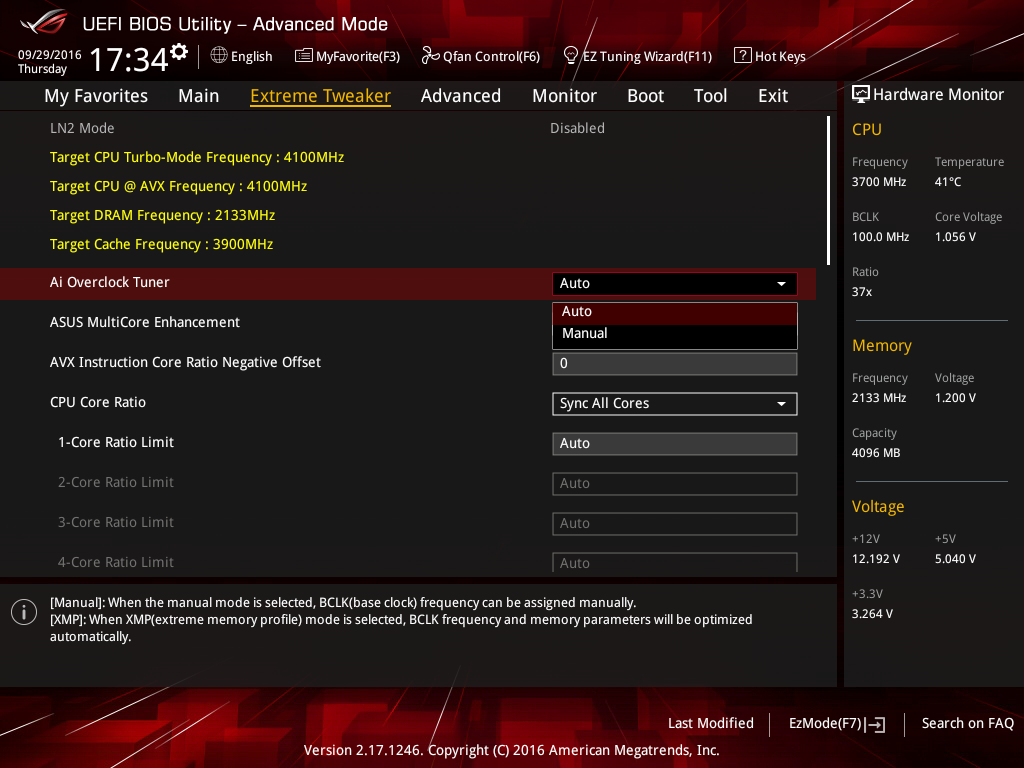 UEFI BIOS Utility – Advanced Mode
09/29/2016
Thursday
17:34
English
MyFavorite(F3)
Qfan Control(F6)
EZ Tuning Wizard(F11)
? Hot Keys
My Favorites Main Extreme Tweaker Advanced Monitor Boot Tool Exit
LN2 Mode Disabled
Target CPU Turbo-Mode Frequency : 4100MHz
Target CPU @ AVX Frequency : 4100MHz
Target DRAM Frequency : 2133MHz
Target Cache Frequency : 3900MHz
Ai Overclock Tuner Auto
Auto
Manual
ASUS MultiCore Enhancement
AVX Instruction Core Ratio Negative Offset 0
CPU Core Ratio Sync All Cores
1-Core Ratio Limit Auto
2-Core Ratio Limit Auto
3-Core Ratio Limit Auto
4-Core Ratio Limit Auto
[Manual]: When the manual mode is selected, BCLK(base clock) frequency can be assigned manually.
[XMP]: When XMP(extreme memory profile) mode is selected, BCLK frequency and memory parameters will be optimized
automatically.
Hardware Monitor
CPU
Frequency Temperature
3700 MHz 41°C
BCLK Core Voltage
100.0 MHz 1.056 V
Ratio
37x
Memory
Frequency Voltage
2133 MHz 1.200 V
Capacity
4096 MB
Voltage
+12V +5V
12.192 V 5.040 V
+3.3V
3.264 V
Last Modified
EzMode(F7)
Search on FAQ
Version 2.17.1246. Copyright (C) 2016 American Megatrends, Inc.